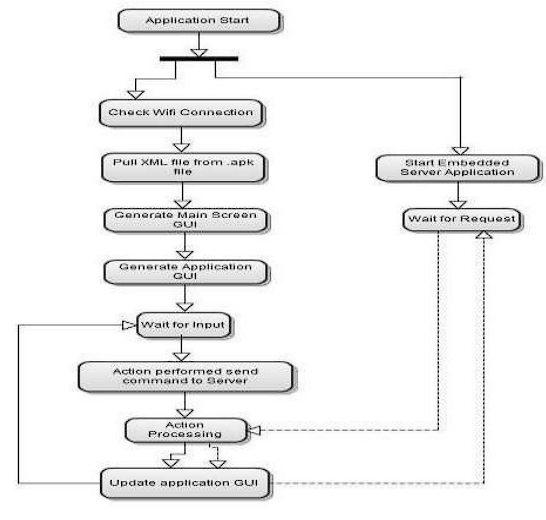 Application Start
Check Wifi Connection
Pull XML file from .apk
file
Start Embedded
Server Application
Generate Main Screen
GUI
Wait for Request
Generate Application
GUI
Wait for Input
Action performed send
command to Server
Action
Processing
Update application GUI